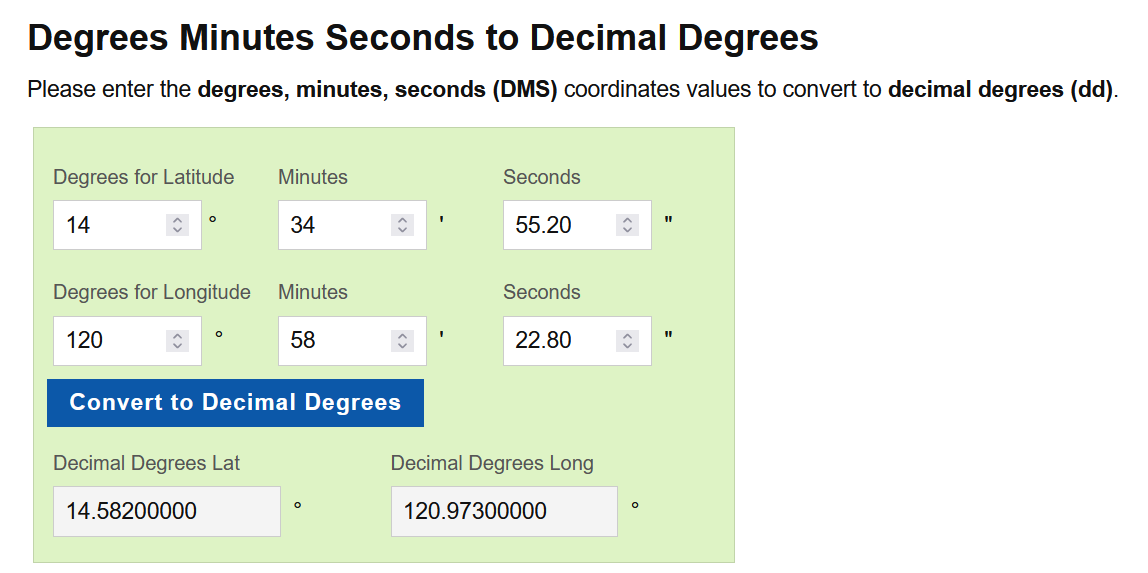 Degrees Minutes Seconds to Decimal Degrees
Please enter the degrees, minutes, seconds (DMS) coordinates values to convert to decimal degrees (dd).
Degrees for Latitude Minutes Seconds
14 ° 34 ' 55.20 "
Degrees for Longitude Minutes Seconds
120 ° 58 ' 22.80 "
Convert to Decimal Degrees
Decimal Degrees Lat Decimal Degrees Long
14.58200000 ° 120.97300000 °